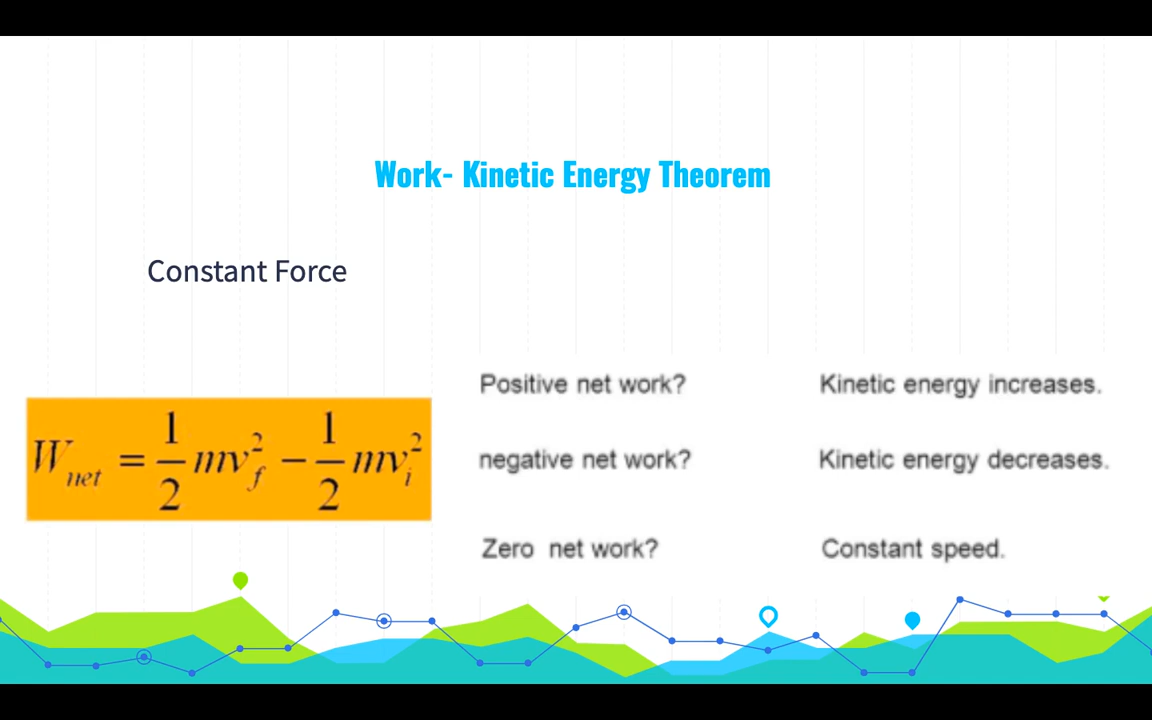 Work- Kinetic Energy Theorem
Constant Force
W_net = 1/2 mv_f^2 − 1/2 mv_i^2
Positive net work? Kinetic energy increases.
negative net work? Kinetic energy decreases.
Zero net work? Constant speed.